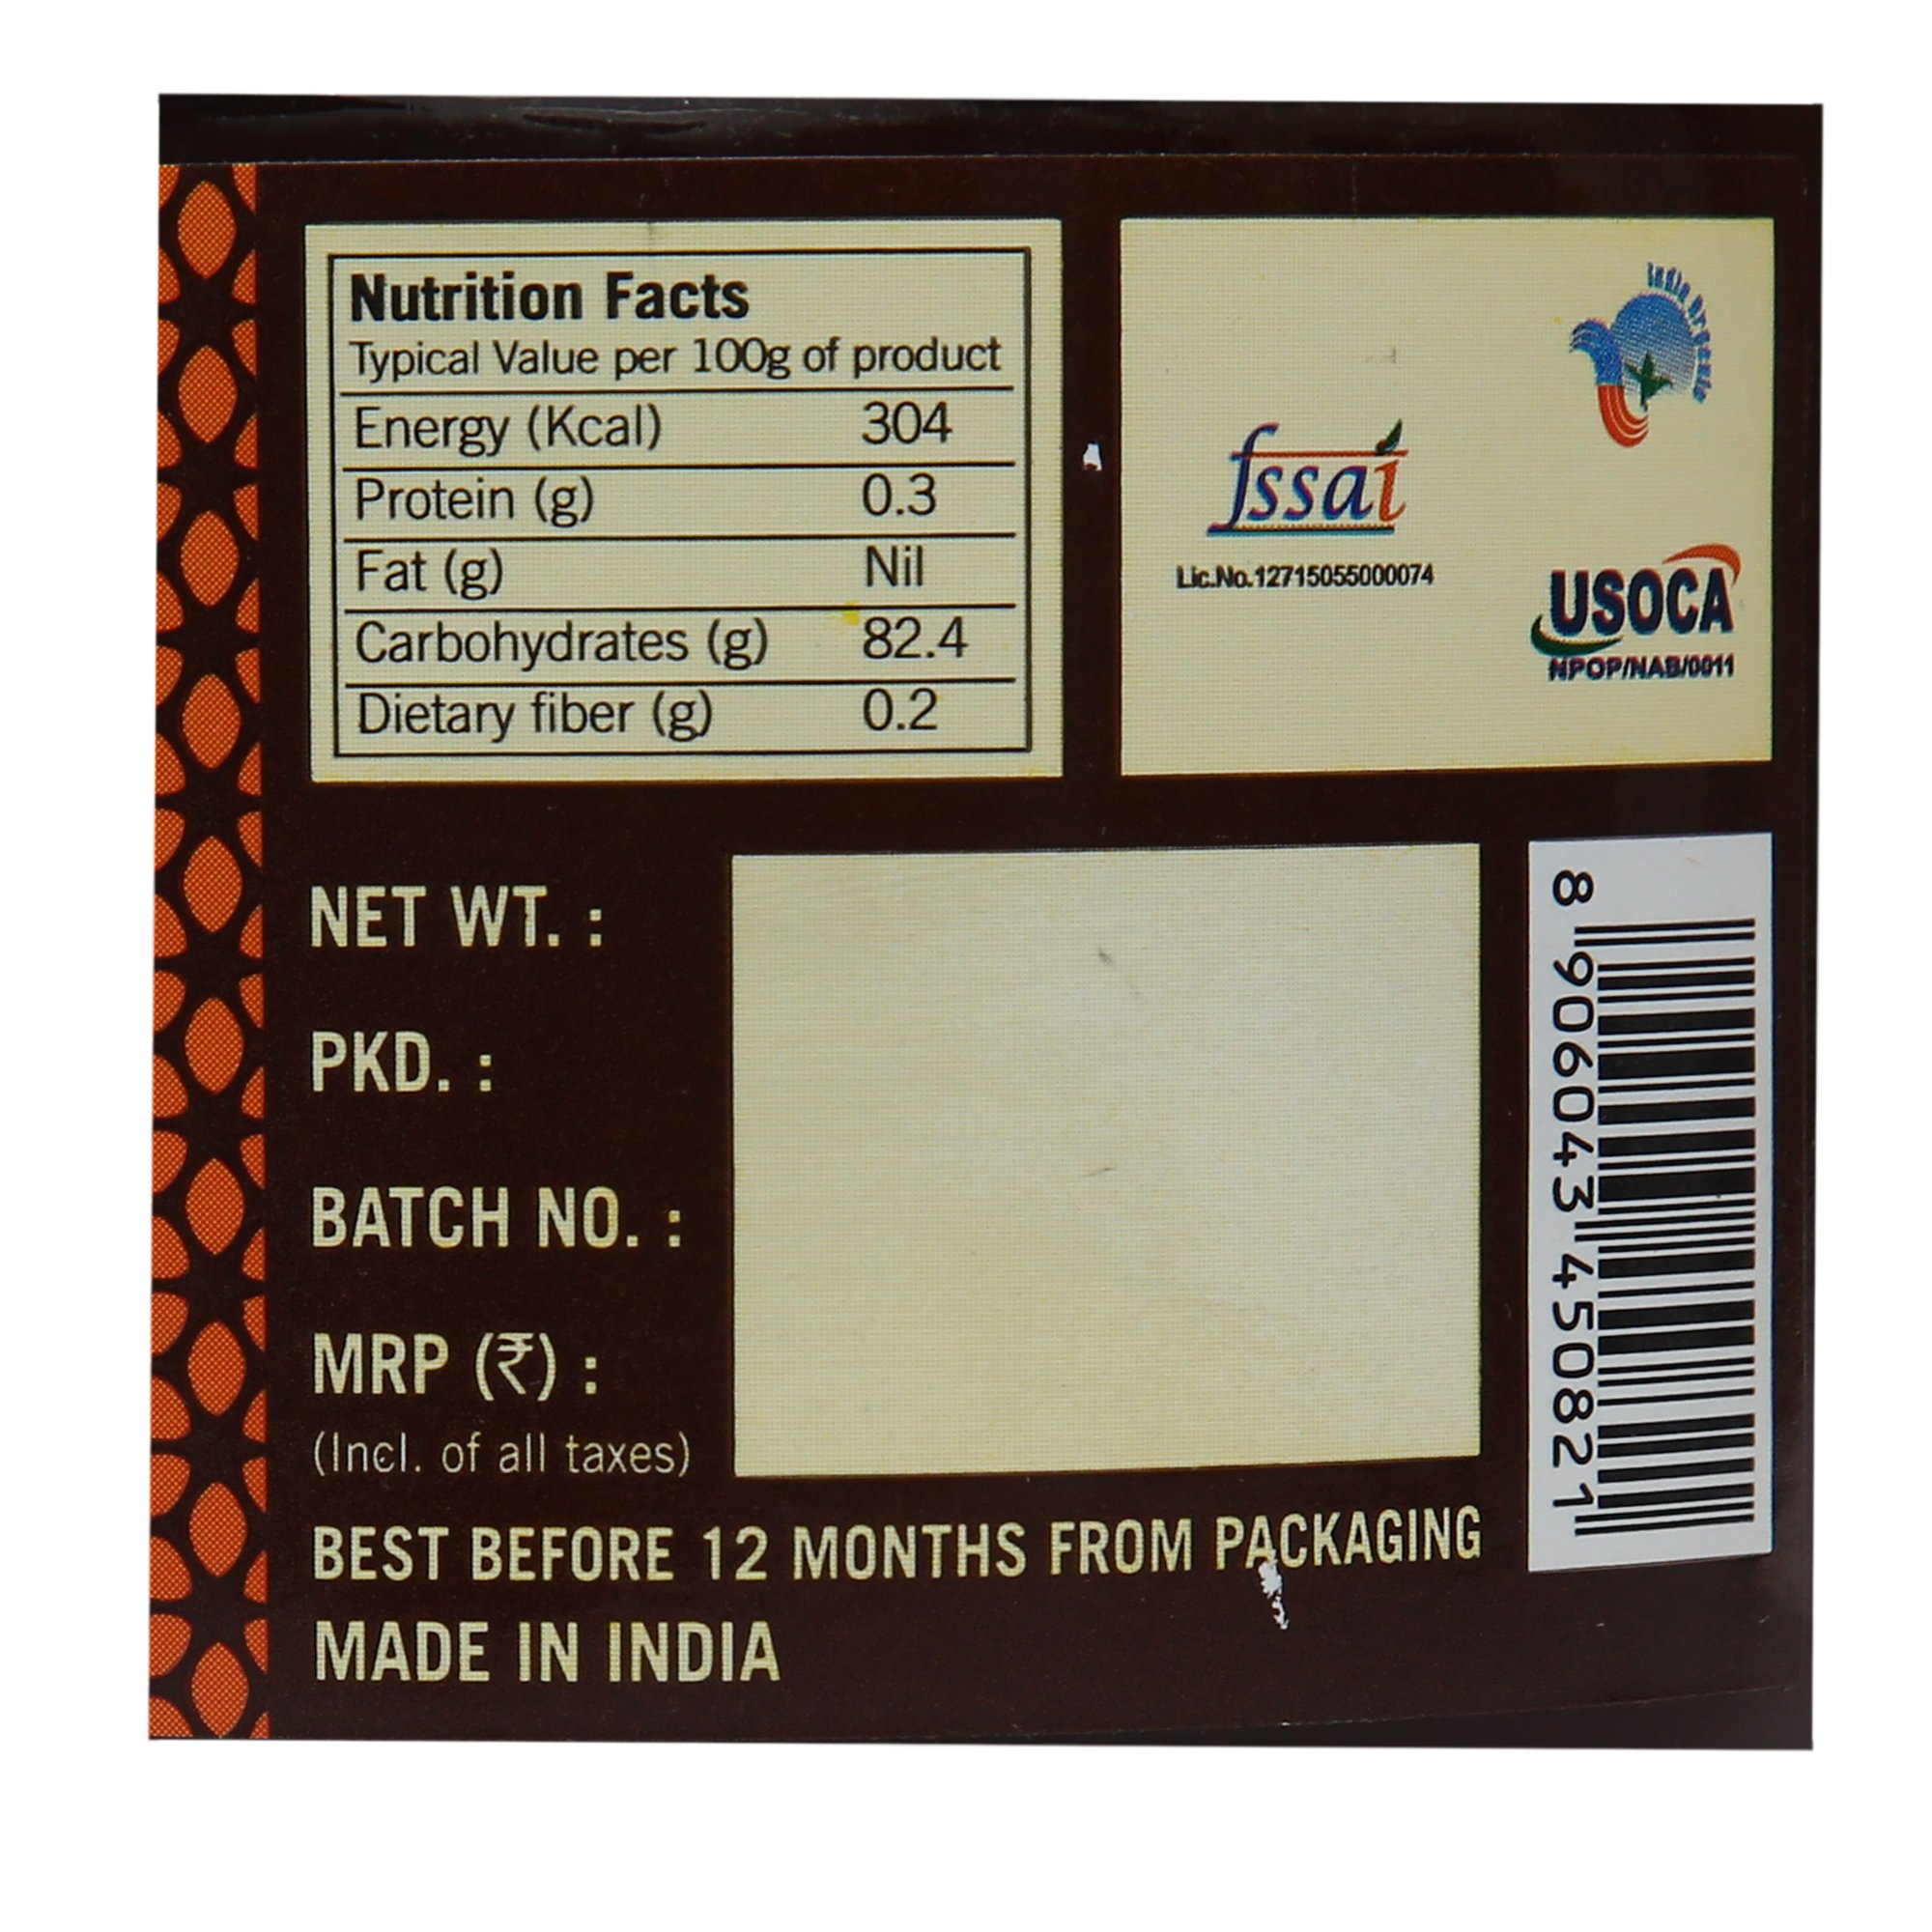 Nutrition Facts
Typical Value per 100g of product
Energy (Kcal) 304
Protein (g) 0.3
Fat (g) Nil
Carbohydrates (g) 82.4
Dietary fiber (g) 0.2
India Organic
fssai
Lic.No.12715055000074
USOCA
NPOP/NAB/0011
NET WT. :
PKD. :
BATCH NO. :
MRP (₹) :
(Incl. of all taxes)
BEST BEFORE 12 MONTHS FROM PACKAGING
MADE IN INDIA
8 906043 450821